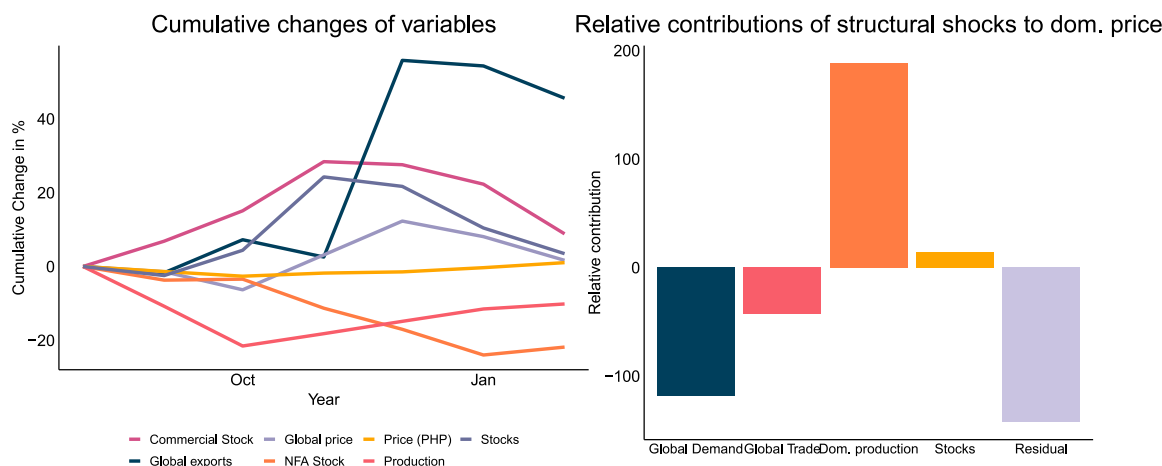 Cumulative changes of variables
Cumulative Change in %
40
20
0
−20
Oct
Jan
Year
Commercial Stock
Global price
Price (PHP)
Stocks
Global exports
NFA Stock
Production
Relative contributions of structural shocks to dom. price
Relative contribution
200
100
0
−100
Global Demand
Global Trade
Dom. production
Stocks
Residual